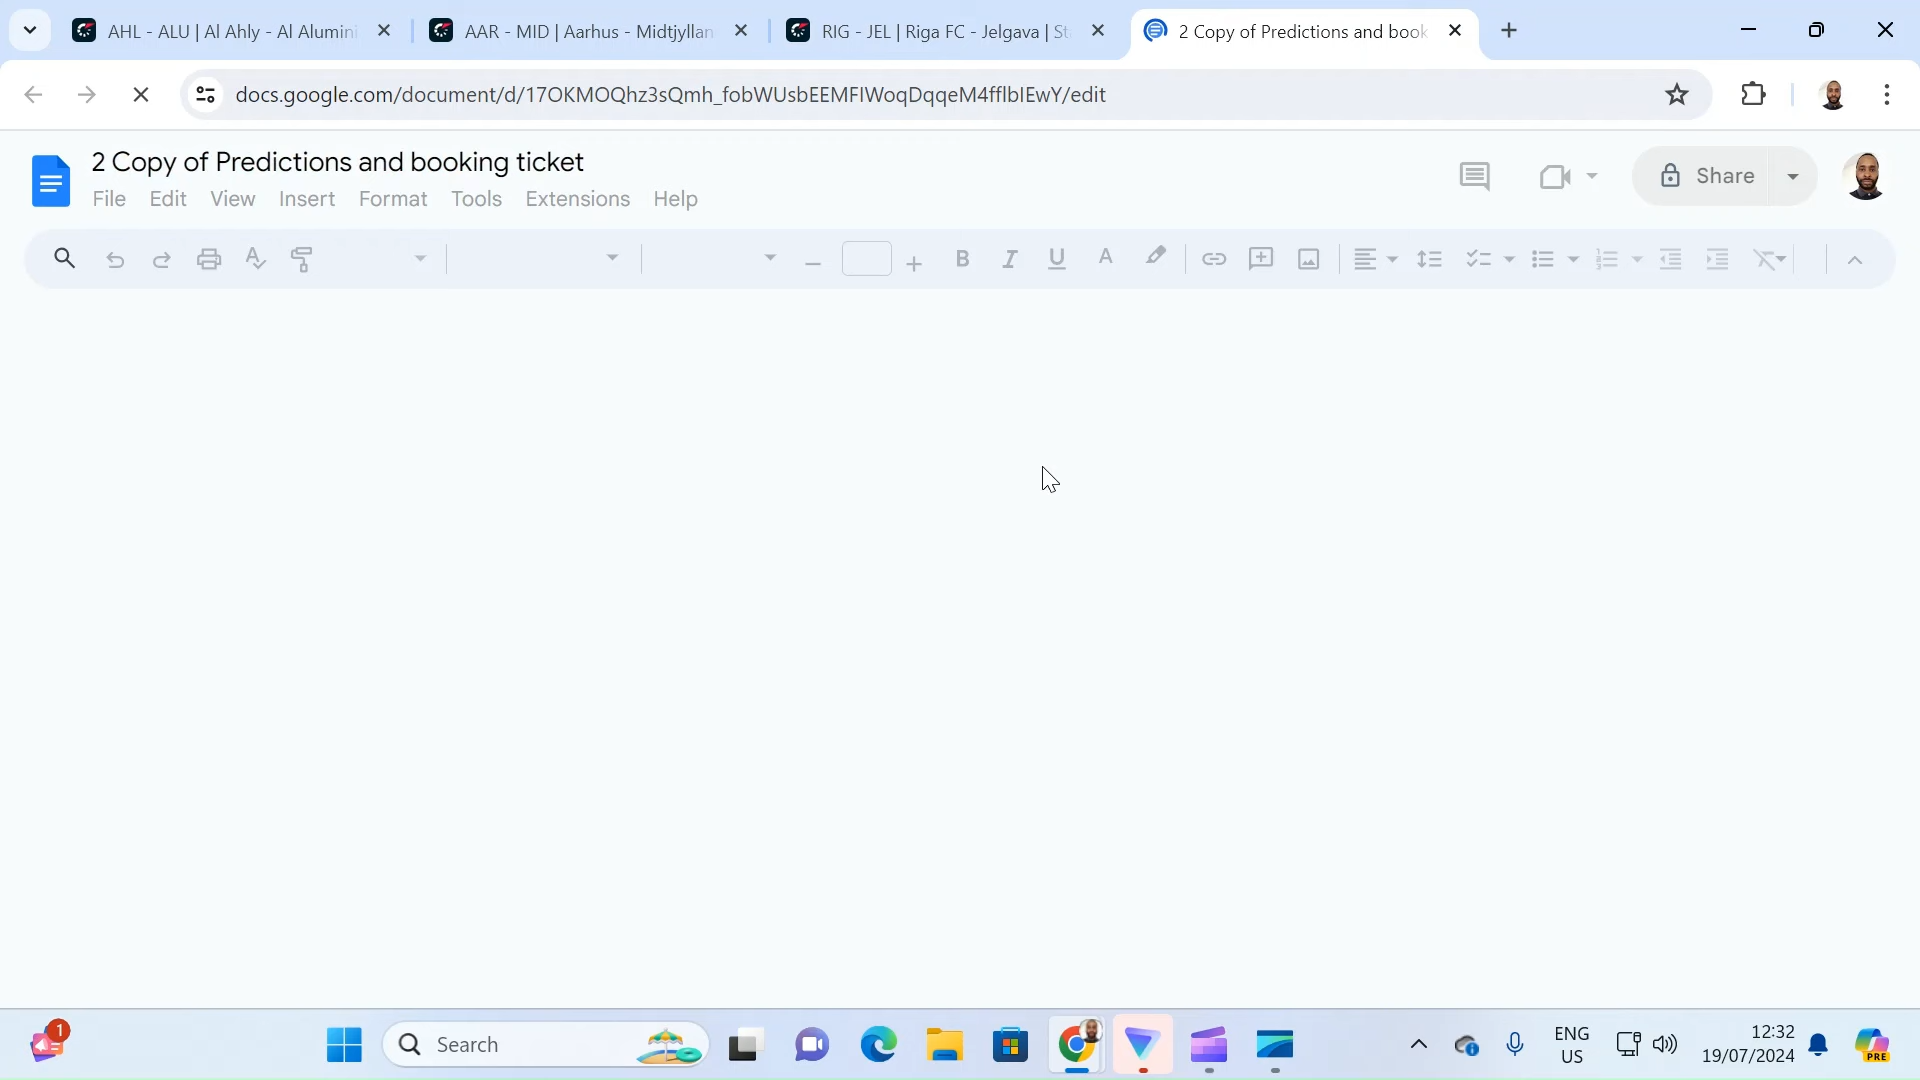 AHL - ALU | Al Ahly - Al Alumini
AAR - MID | Aarhus - Midtjyllan
RIG - JEL | Riga FC - Jelgava | St
2 Copy of Predictions and book
docs.google.com/document/d/17OKMOQhz3sQmh_fobWUsbEEMFIWoqDqqeM4fflbIEwY/edit
2 Copy of Predictions and booking ticket
File Edit View Insert Format Tools Extensions Help
Share
1
Search
ENG
US
12:32
19/07/2024
PRE